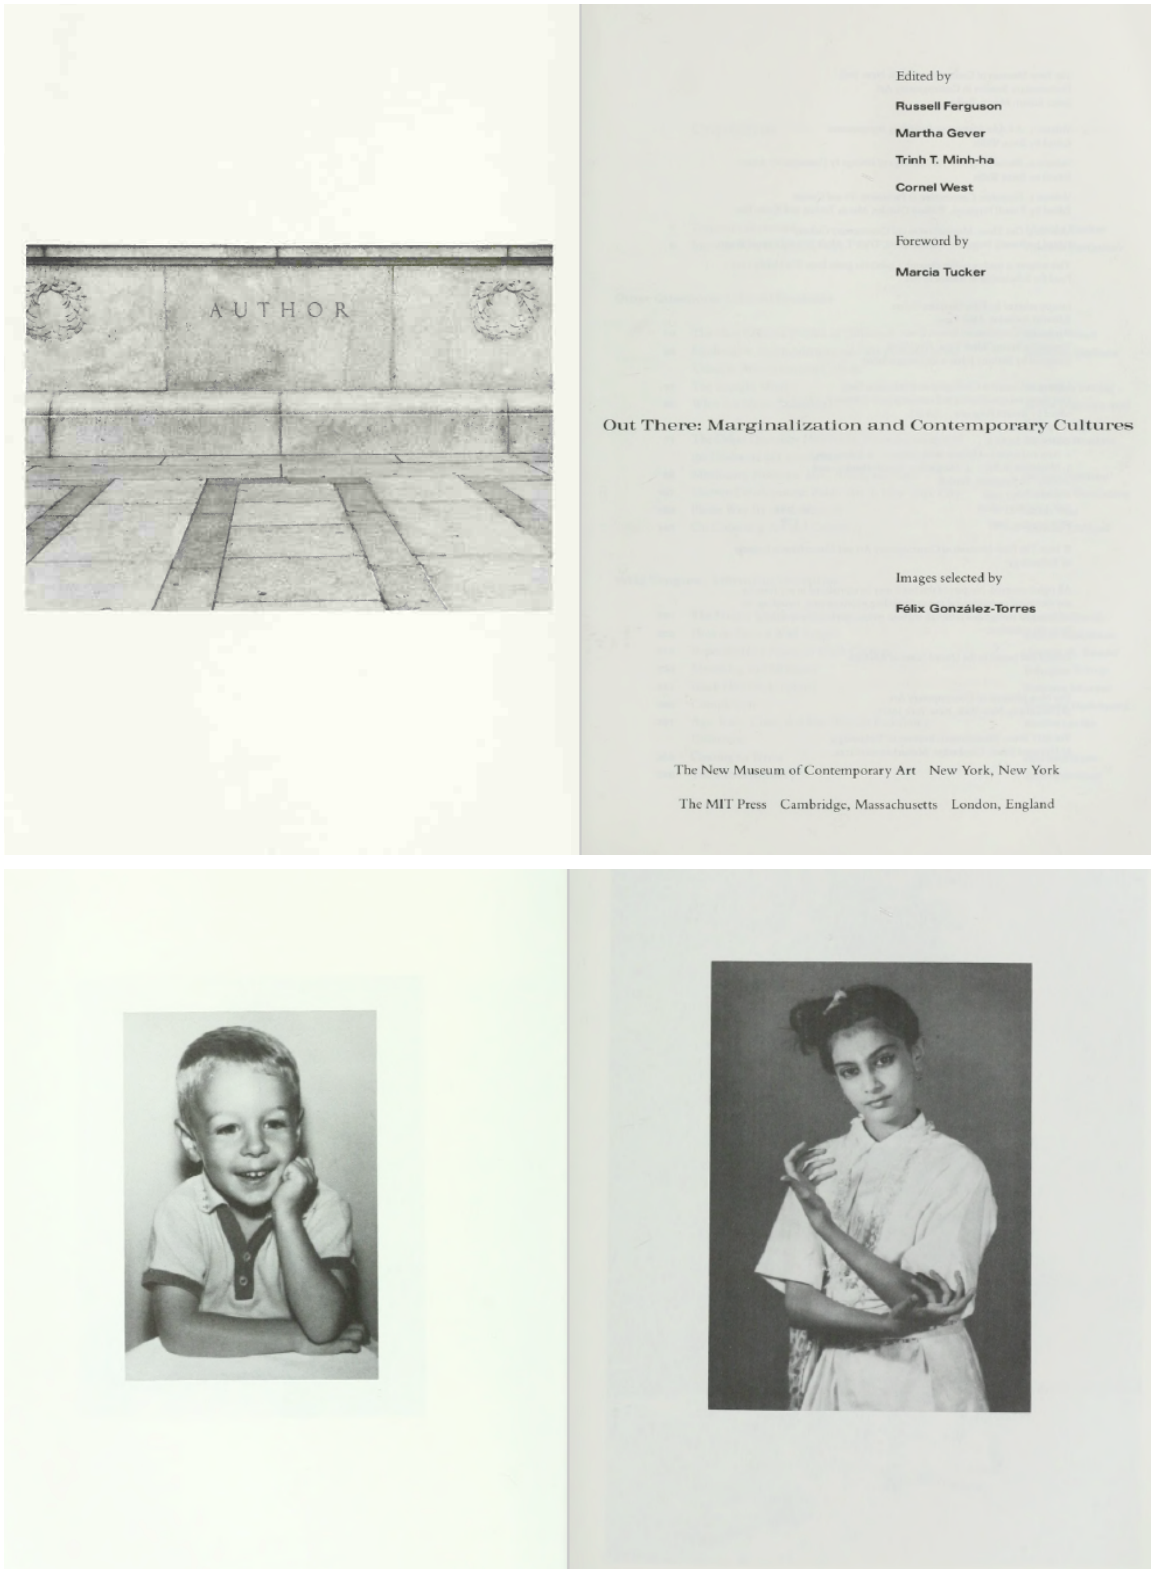 AUTHOR
Edited by
Russell Ferguson
Martha Gever
Trinh T. Minh-ha
Cornel West
Foreword by
Marcia Tucker
Out There: Marginalization and Contemporary Cultures
Images selected by
Félix González-Torres
The New Museum of Contemporary Art New York, New York
The MIT Press Cambridge, Massachusetts London, England